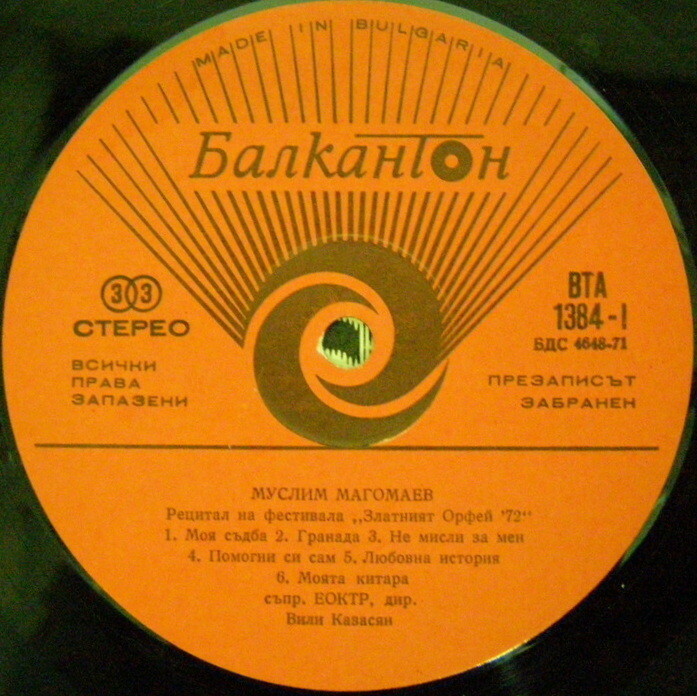 MADE IN BULGARIA
Балкантон
33
СТЕРЕО
ВСИЧКИ
ПРАВА
ЗАПАЗЕНИ
ВТА
1384-I
БДС 4648-71
ПРЕЗАПИСЪТ
ЗАБРАНЕН
МУСЛИМ МАГОМАЕВ
Рецитал на фестивала „Златният Орфей '72“
1. Моя съдба 2. Гранада 3. Не мисли за мен
4. Помогни си сам 5. Любовна история
6. Моята китара
съпр. ЕОКТР, дир.
Вили Казасян